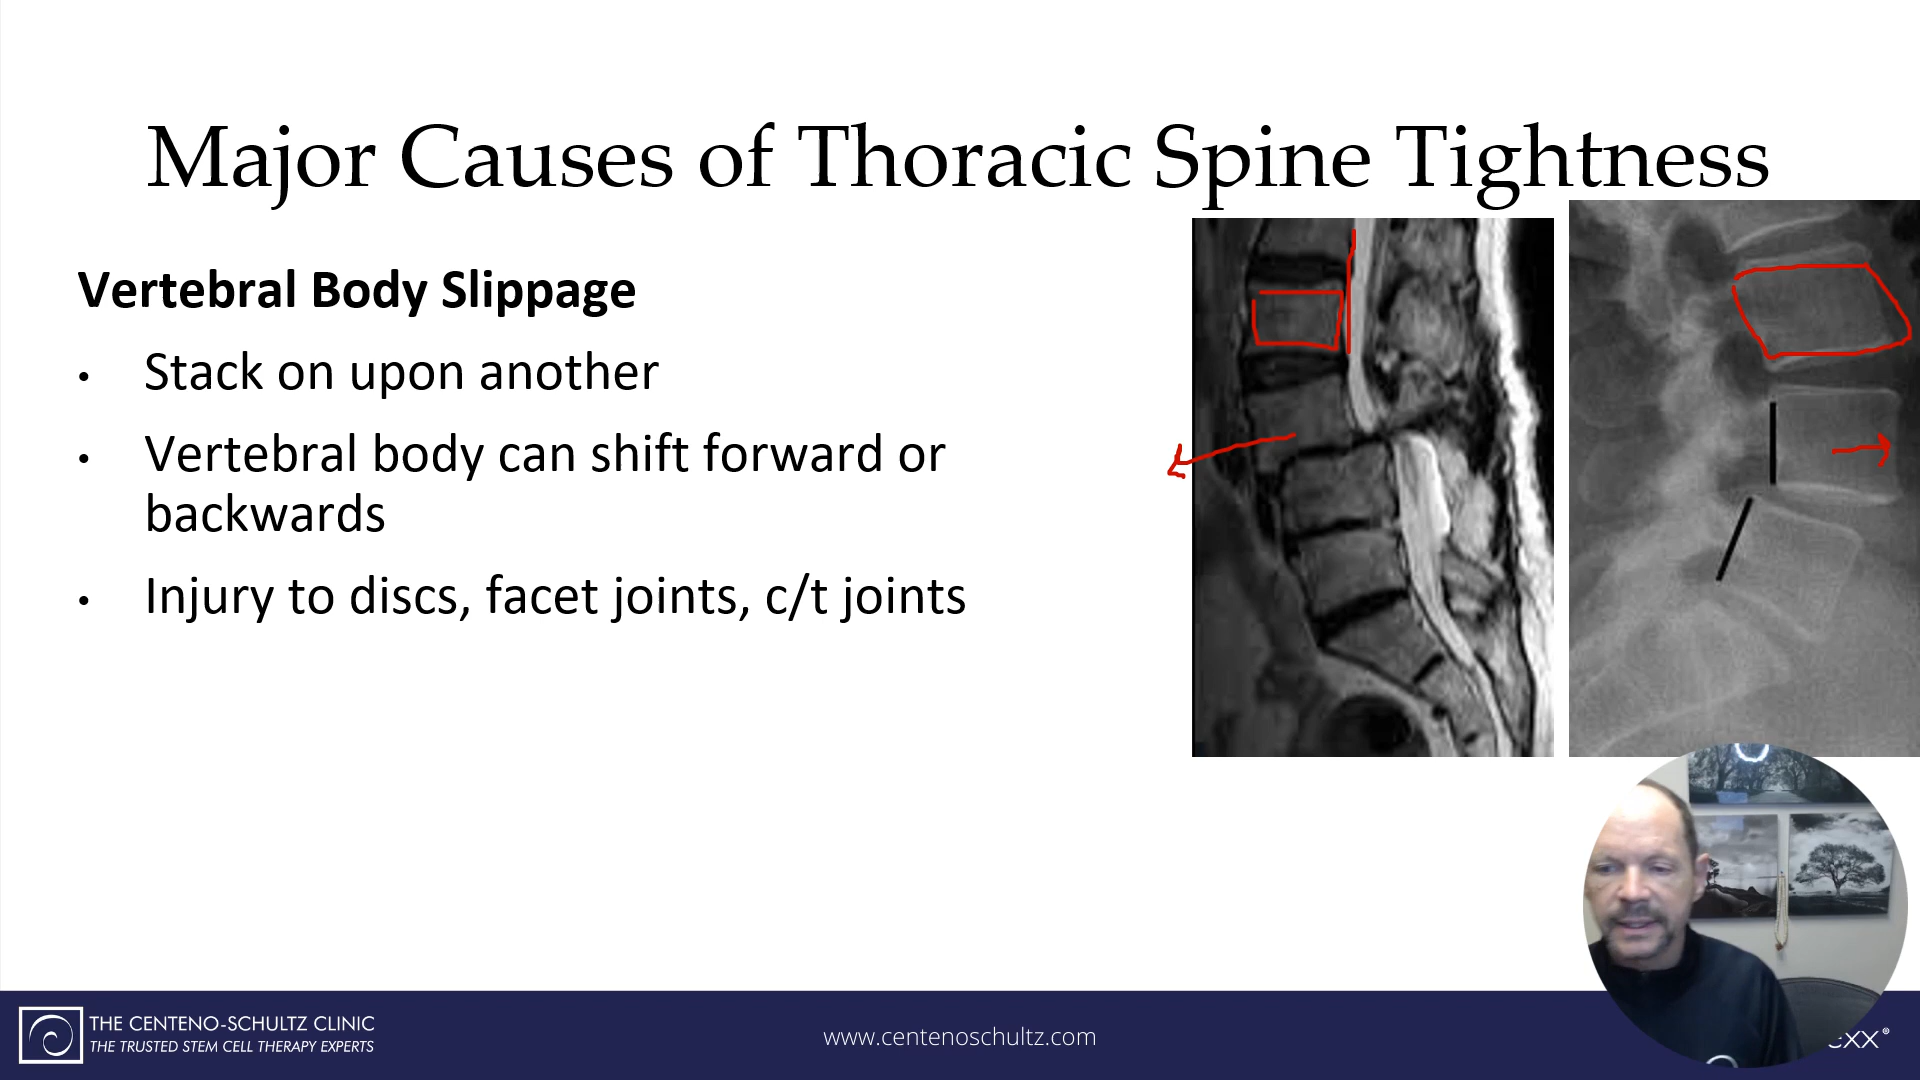 Major Causes of Thoracic Spine Tightness
Vertebral Body Slippage
• Stack on upon another
• Vertebral body can shift forward or
backwards
• Injury to discs, facet joints, c/t joints
THE CENTENO-SCHULTZ CLINIC
THE TRUSTED STEM CELL THERAPY EXPERTS
www.centenoschultz.com